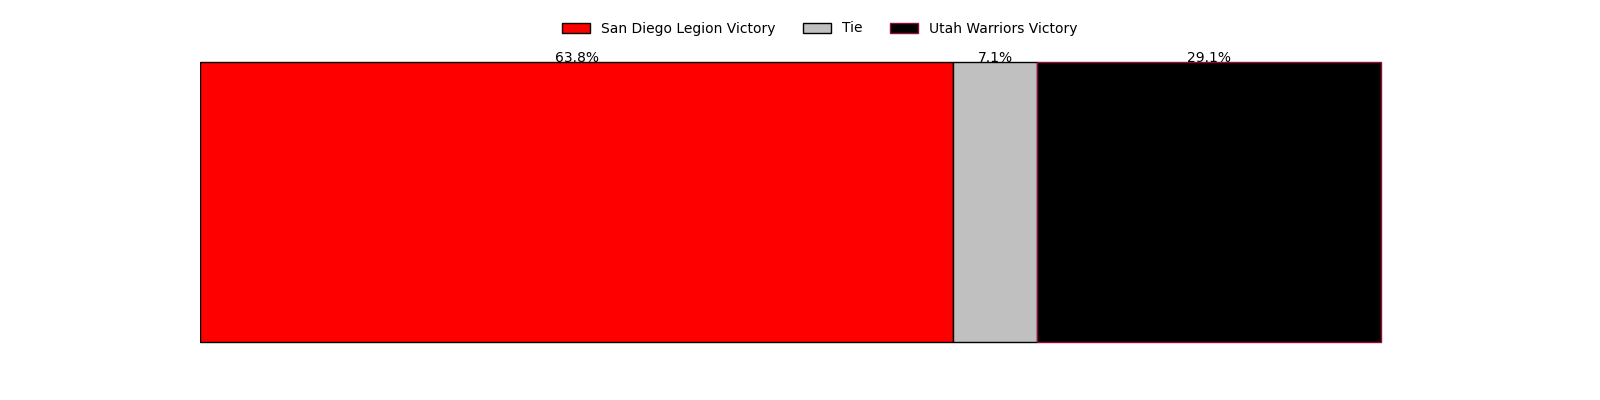 San Diego Legion Victory Tie Utah Warriors Victory
63.8% 7.1% 29.1%